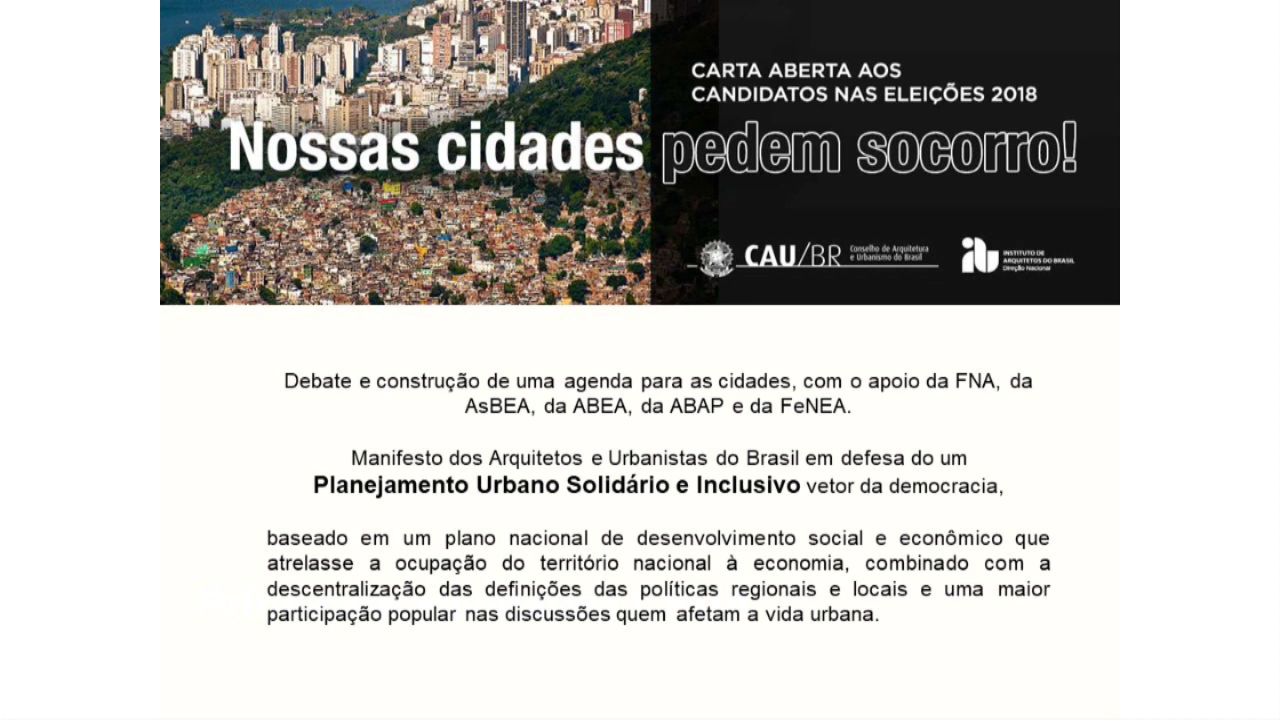 CARTA ABERTA AOS
CANDIDATOS NAS ELEIÇÕES 2018
Nossas cidades pedem socorro!
CAU/BR Conselho de Arquitetura
e Urbanismo do Brasil
iab INSTITUTO DE
ARQUITETOS DO BRASIL
Direção Nacional
Debate e construção de uma agenda para as cidades, com o apoio da FNA, da
AsBEA, da ABEA, da ABAP e da FeNEA.
Manifesto dos Arquitetos e Urbanistas do Brasil em defesa do um
Planejamento Urbano Solidário e Inclusivo vetor da democracia,
baseado em um plano nacional de desenvolvimento social e econômico que
atrelasse a ocupação do território nacional à economia, combinado com a
descentralização das definições das políticas regionais e locais e uma maior
participação popular nas discussões quem afetam a vida urbana.